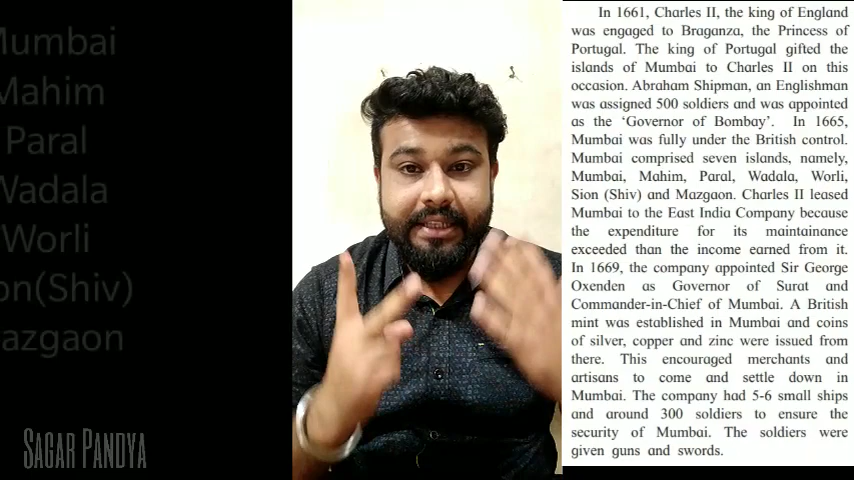 Mumbai
Mahim
Paral
Wadala
Worli
on(Shiv)
azgaon
SAGAR PANDYA
In 1661, Charles II, the king of England
was engaged to Braganza, the Princess of
Portugal. The king of Portugal gifted the
islands of Mumbai to Charles II on this
occasion. Abraham Shipman, an Englishman
was assigned 500 soldiers and was appointed
as the ‘Governor of Bombay’. In 1665,
Mumbai was fully under the British control.
Mumbai comprised seven islands, namely,
Mumbai, Mahim, Paral, Wadala, Worli,
Sion (Shiv) and Mazgaon. Charles II leased
Mumbai to the East India Company because
the expenditure for its maintainance
exceeded than the income earned from it.
In 1669, the company appointed Sir George
Oxenden as Governor of Surat and
Commander-in-Chief of Mumbai. A British
mint was established in Mumbai and coins
of silver, copper and zinc were issued from
there. This encouraged merchants and
artisans to come and settle down in
Mumbai. The company had 5-6 small ships
and around 300 soldiers to ensure the
security of Mumbai. The soldiers were
given guns and swords.